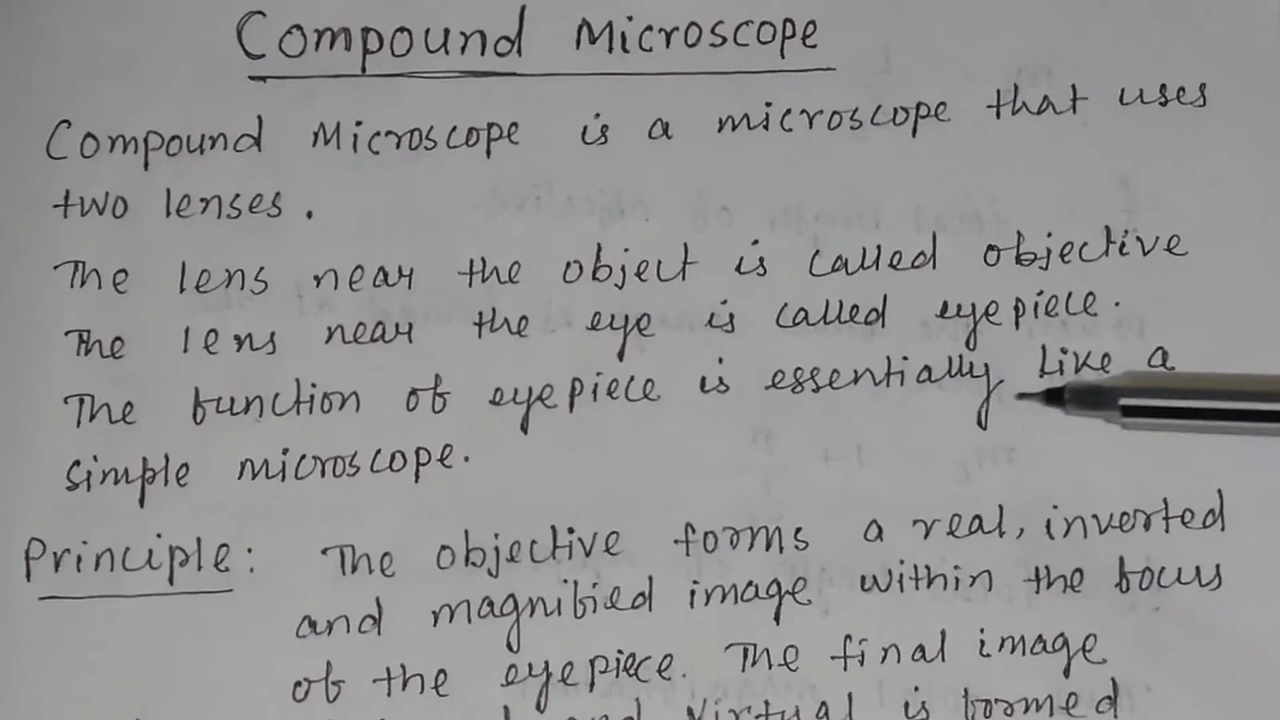 Compound Microscope
Compound Microscope is a microscope that uses
two lenses.
The lens near the object is called objective
The lens near the eye is called eyepiece.
The function of eyepiece is essentially like a
simple microscope.
Principle: The objective forms a real, inverted
and magnified image within the focus
of the eyepiece. The final image
and virtual is formed